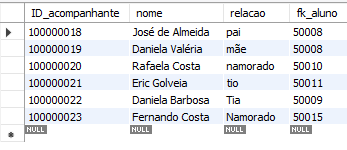 ID_acompanhante nome relacao fk_aluno
100000018 José de Almeida pai 50008
100000019 Daniela Valéria mãe 50008
100000020 Rafaela Costa namorado 50010
100000021 Eric Golveia tio 50011
100000022 Daniela Barbosa Tia 50009
100000023 Fernando Costa Namorado 50015
NULL NULL NULL NULL